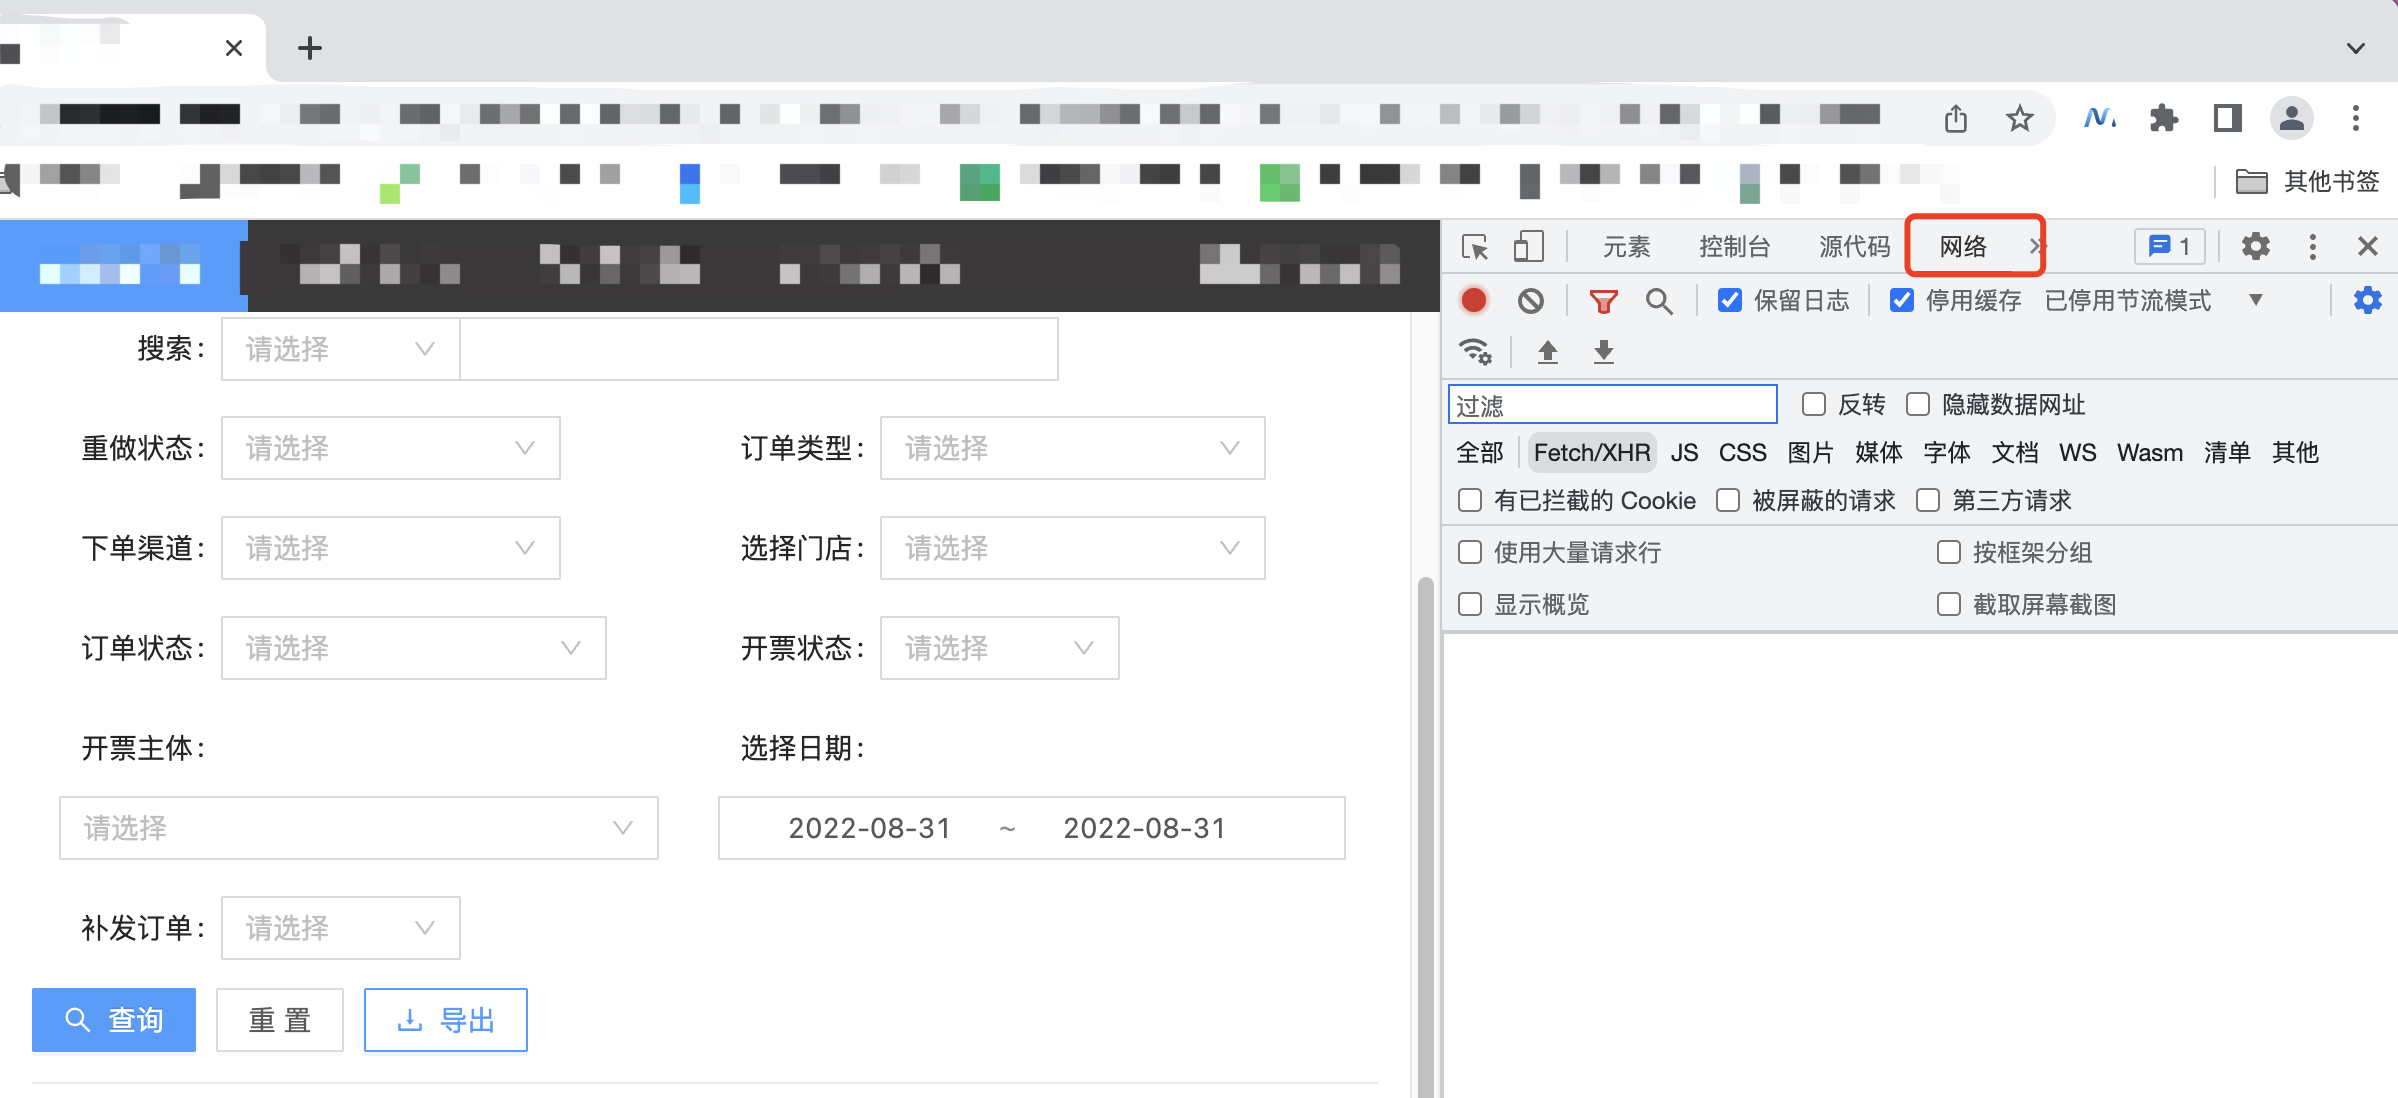 其他书签
元素 控制台 源代码 网络 » 1
保留日志 停用缓存 已停用节流模式
过滤 反转 隐藏数据网址
全部 Fetch/XHR JS CSS 图片 媒体 字体 文档 WS Wasm 清单 其他
有已拦截的 Cookie 被屏蔽的请求 第三方请求
使用大量请求行 按框架分组
显示概览 截取屏幕截图
搜索: 请选择
重做状态: 请选择 订单类型: 请选择
下单渠道: 请选择 选择门店: 请选择
订单状态: 请选择 开票状态: 请选择
开票主体: 选择日期:
请选择 2022-08-31 ~ 2022-08-31
补发订单: 请选择
查询 重 置 导出